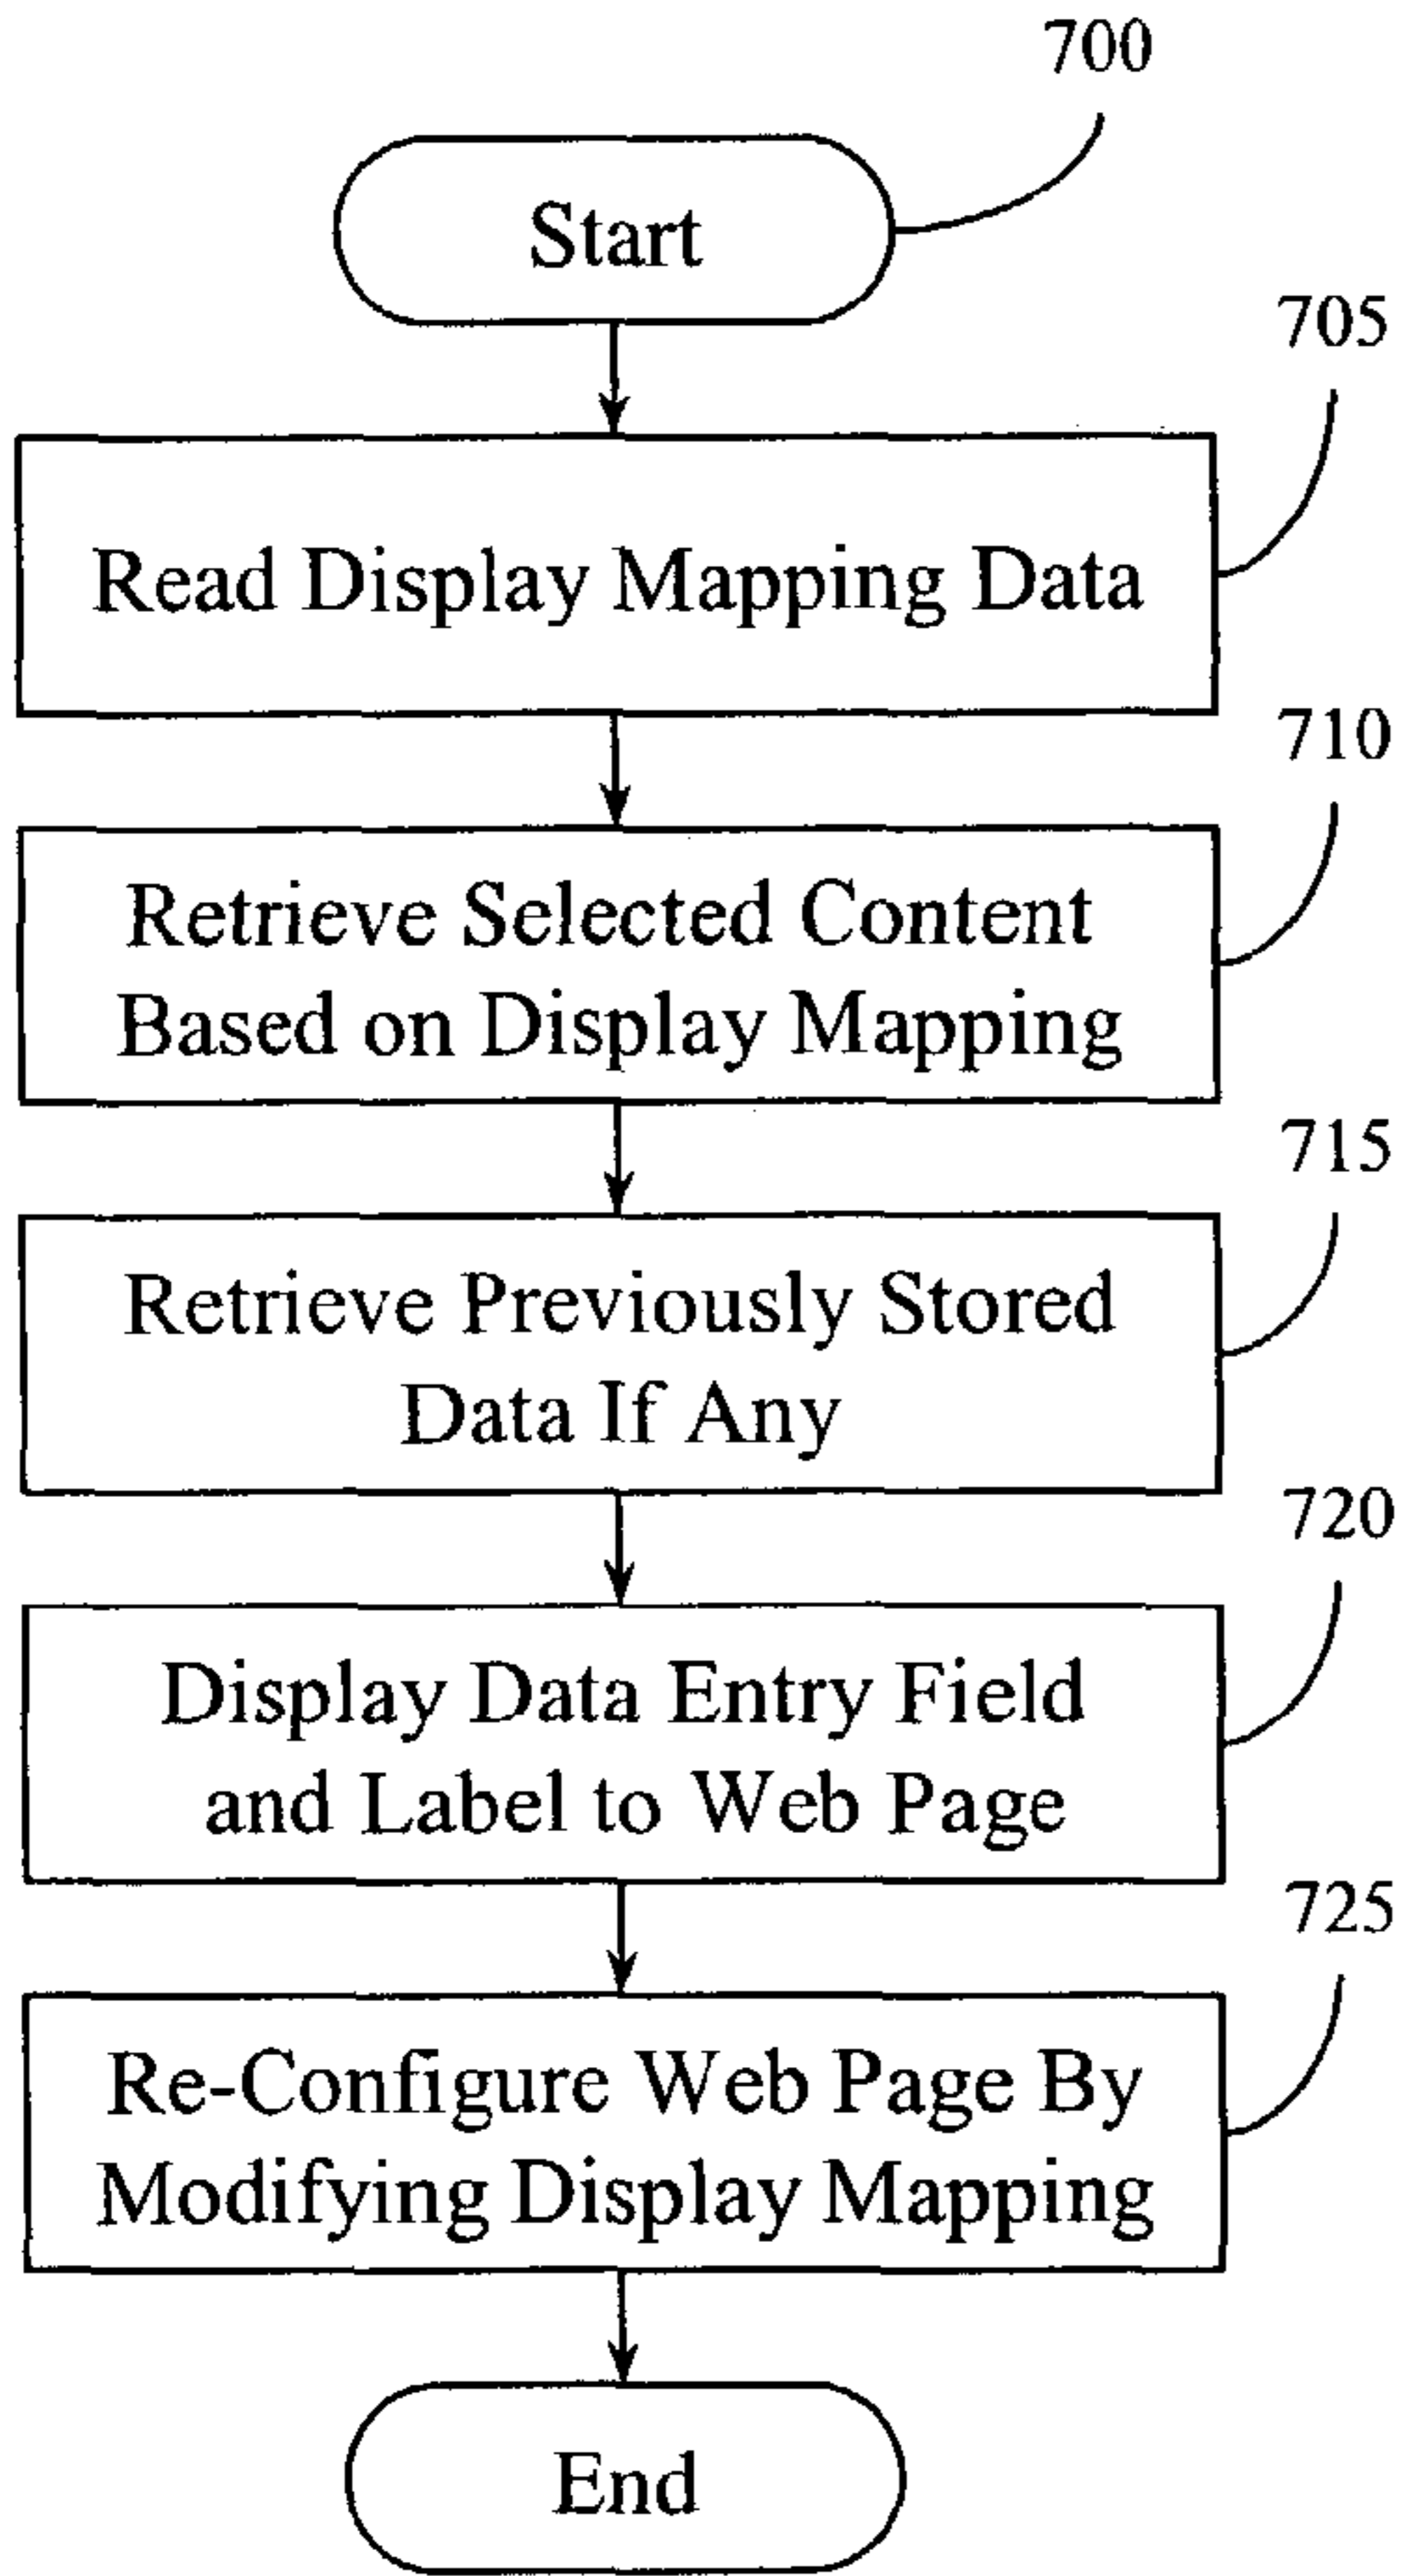 700
Start
705
Read Display Mapping Data
710
Retrieve Selected Content
Based on Display Mapping
715
Retrieve Previously Stored
Data If Any
720
Display Data Entry Field
and Label to Web Page
725
Re-Configure Web Page By
Modifying Display Mapping
End